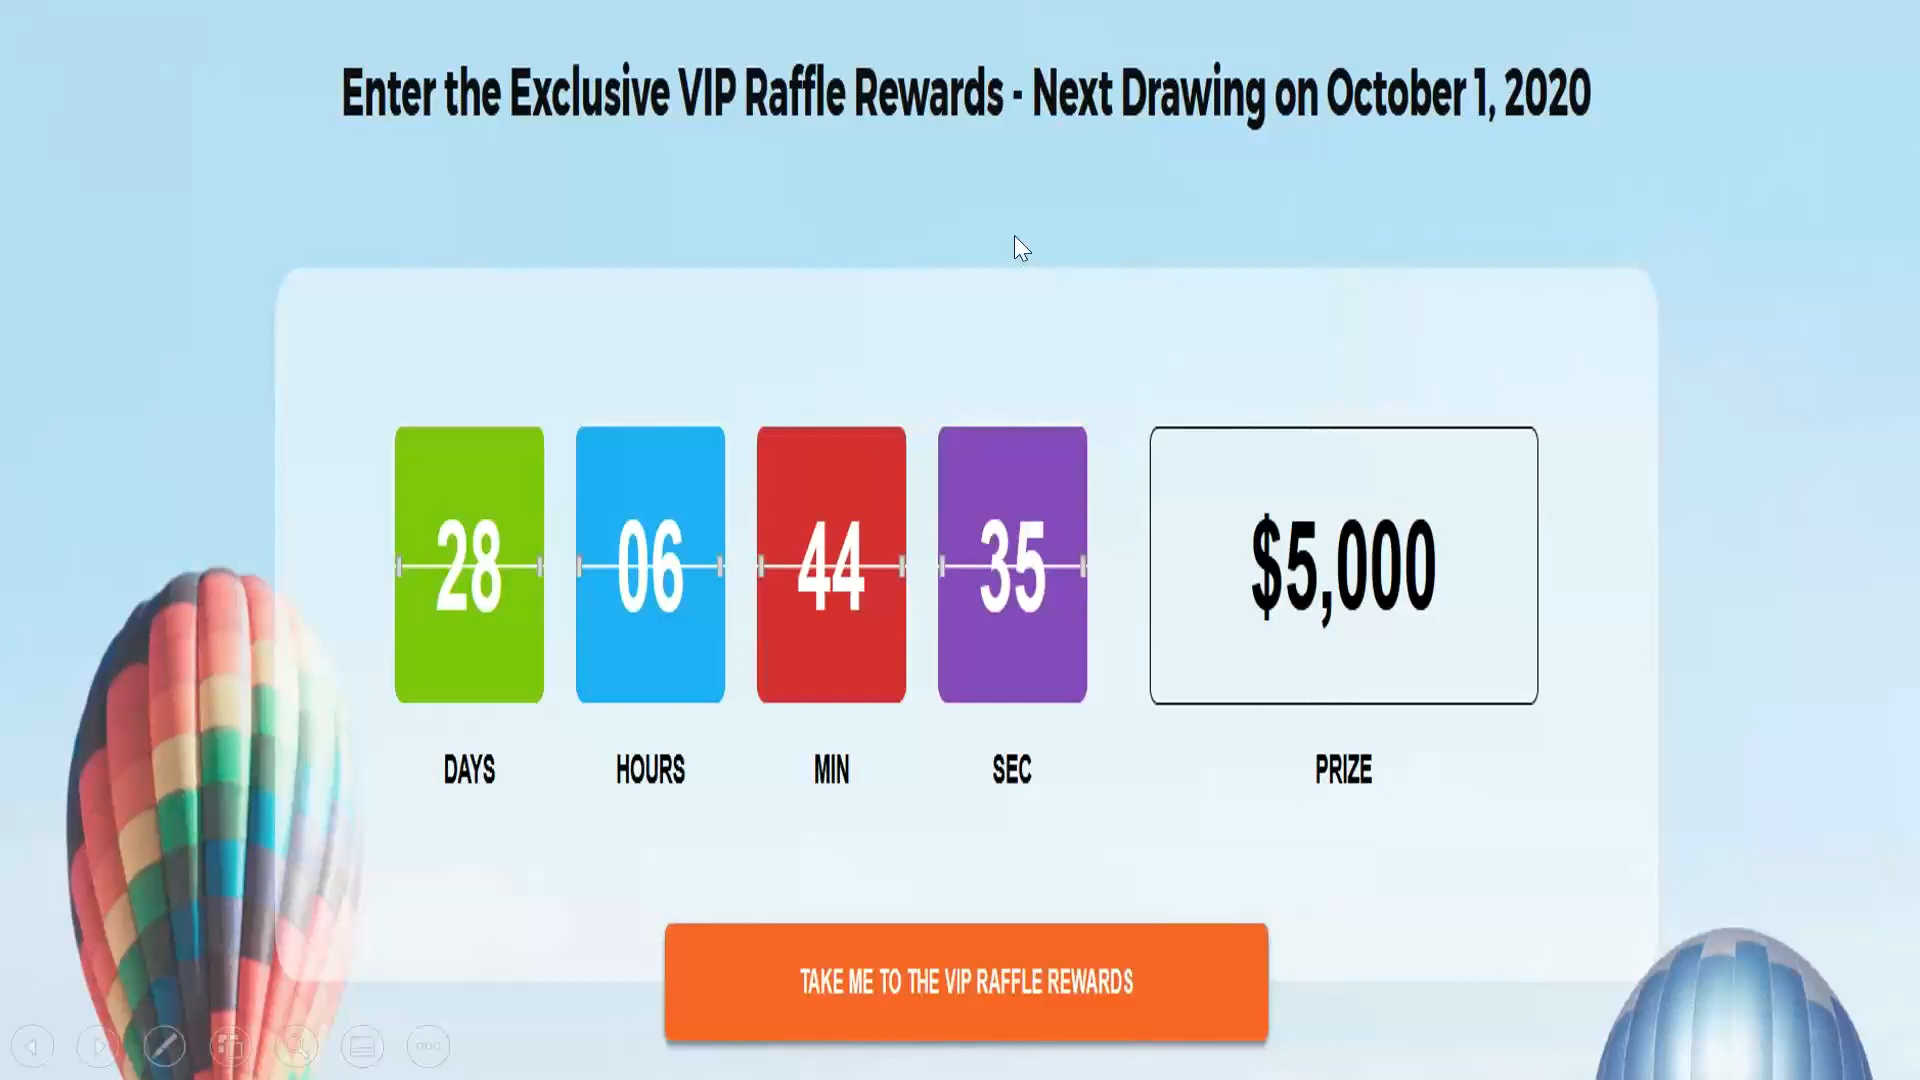 Enter the Exclusive VIP Raffle Rewards - Next Drawing on October 1, 2020
28 06 44 35 $5,000
DAYS HOURS MIN SEC PRIZE
TAKE ME TO THE VIP RAFFLE REWARDS